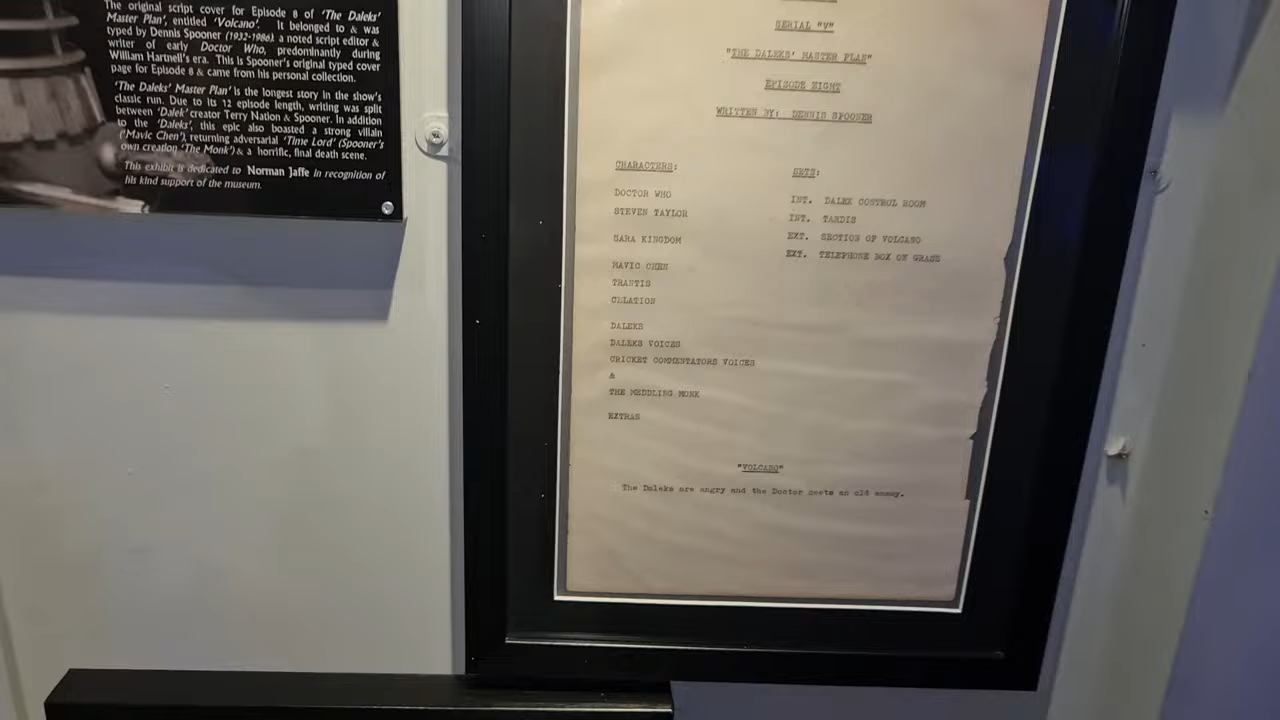 The original script cover for Episode 8 of 'The Daleks'
Master Plan', entitled 'Volcano'. It belonged to & was
typed by Dennis Spooner (1932-1986) a noted script editor &
writer of early Doctor Who, predominantly during
William Hartnell's era. This is Spooner's original typed cover
page for Episode 8 & came from his personal collection.
'The Daleks' Master Plan' is the longest story in the show's
classic run. Due to its 12 episode length, writing was split
between 'Dalek' creator Terry Nation & Spooner. In addition
to the 'Daleks', this epic also boasted a strong villain
('Mavic Chen'), returning adversarial 'Time Lord' (Spooner's
own creation 'The Monk') & a horrific, final death scene.
This exhibit is dedicated to Norman Jaffe in recognition of
his kind support of the museum.
SERIAL "V"
"THE DALEKS' MASTER PLAN"
EPISODE EIGHT
WRITTEN BY: DENNIS SPOONER
CHARACTERS:
DOCTOR WHO
STEVEN TAYLOR
SARA KINGDOM
MAVIC CHEN
TRANTIS
CELATION
DALEKS
DALEKS VOICES
CRICKET COMMENTATORS VOICES
&
THE MEDDLING MONK
EXTRAS
SETS:
INT. DALEK CONTROL ROOM
INT. TARDIS
EXT. SECTION OF VOLCANO
EXT. TELEPHONE BOX ON GRASS
"VOLCANO"
The Daleks are angry and the Doctor meets an old enemy.